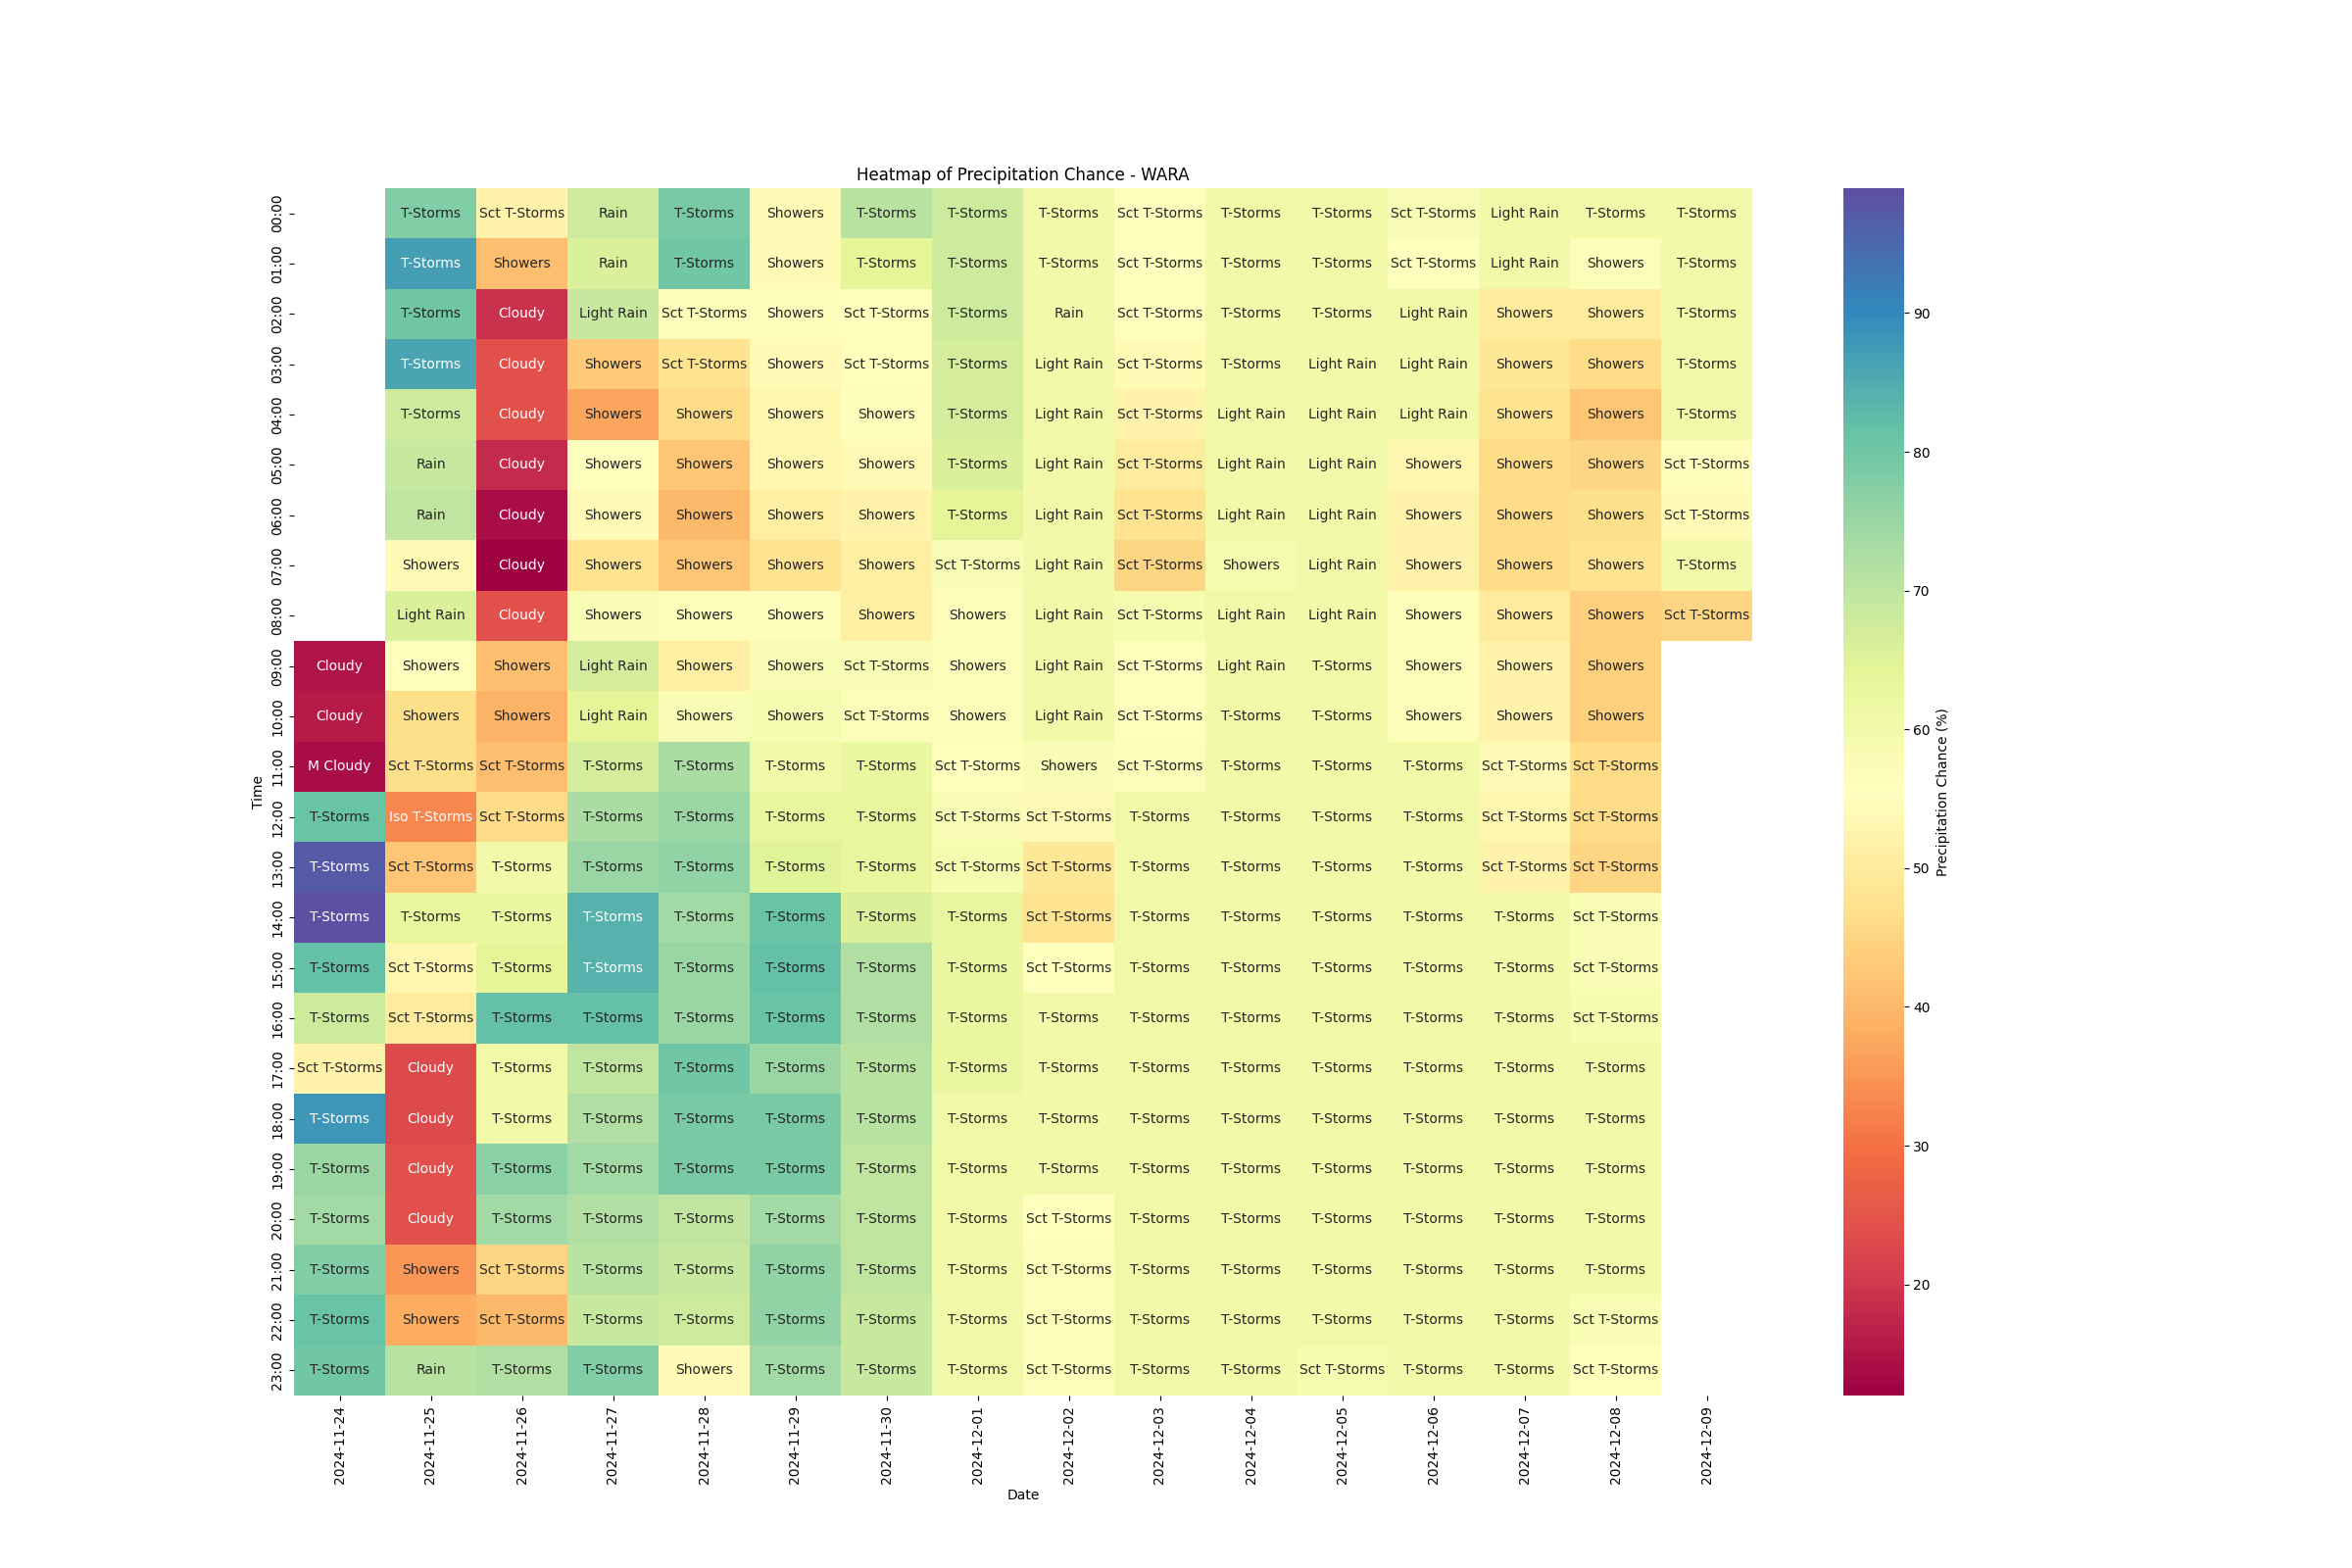 Heatmap of Precipitation Chance - WARA
00:00 T-Storms Sct T-Storms Rain T-Storms Showers T-Storms T-Storms T-Storms Sct T-Storms T-Storms T-Storms Sct T-Storms Light Rain T-Storms T-Storms
01:00 T-Storms Showers Rain T-Storms Showers T-Storms T-Storms T-Storms Sct T-Storms T-Storms T-Storms Sct T-Storms Light Rain Showers T-Storms
02:00 T-Storms Cloudy Light Rain Sct T-Storms Showers Sct T-Storms T-Storms Rain Sct T-Storms T-Storms T-Storms Light Rain Showers Showers T-Storms
03:00 T-Storms Cloudy Showers Sct T-Storms Showers Sct T-Storms T-Storms Light Rain Sct T-Storms T-Storms Light Rain Light Rain Showers Showers T-Storms
04:00 T-Storms Cloudy Showers Showers Showers Showers T-Storms Light Rain Sct T-Storms Light Rain Light Rain Light Rain Showers Showers T-Storms
05:00 Rain Cloudy Showers Showers Showers Showers T-Storms Light Rain Sct T-Storms Light Rain Light Rain Showers Showers Showers Sct T-Storms
06:00 Rain Cloudy Showers Showers Showers Showers T-Storms Light Rain Sct T-Storms Light Rain Light Rain Showers Showers Showers Sct T-Storms
07:00 Showers Cloudy Showers Showers Showers Showers Sct T-Storms Light Rain Sct T-Storms Showers Light Rain Showers Showers Showers T-Storms
08:00 Light Rain Cloudy Showers Showers Showers Showers Showers Light Rain Sct T-Storms Light Rain Light Rain Showers Showers Showers Sct T-Storms
09:00 Cloudy Showers Showers Light Rain Showers Showers Sct T-Storms Showers Light Rain Sct T-Storms Light Rain T-Storms Showers Showers Showers
10:00 Cloudy Showers Showers Light Rain Showers Showers Sct T-Storms Showers Light Rain Sct T-Storms T-Storms T-Storms Showers Showers Showers
11:00 M Cloudy Sct T-Storms Sct T-Storms T-Storms T-Storms T-Storms T-Storms Sct T-Storms Showers Sct T-Storms T-Storms T-Storms T-Storms Sct T-Storms Sct T-Storms
12:00 T-Storms Iso T-Storms Sct T-Storms T-Storms T-Storms T-Storms T-Storms Sct T-Storms Sct T-Storms T-Storms T-Storms T-Storms T-Storms Sct T-Storms Sct T-Storms
13:00 T-Storms Sct T-Storms T-Storms T-Storms T-Storms T-Storms T-Storms Sct T-Storms Sct T-Storms T-Storms T-Storms T-Storms T-Storms Sct T-Storms Sct T-Storms
14:00 T-Storms T-Storms T-Storms T-Storms T-Storms T-Storms T-Storms T-Storms Sct T-Storms T-Storms T-Storms T-Storms T-Storms T-Storms Sct T-Storms
15:00 T-Storms Sct T-Storms T-Storms T-Storms T-Storms T-Storms T-Storms T-Storms Sct T-Storms T-Storms T-Storms T-Storms T-Storms T-Storms Sct T-Storms
16:00 T-Storms Sct T-Storms T-Storms T-Storms T-Storms T-Storms T-Storms T-Storms T-Storms T-Storms T-Storms T-Storms T-Storms T-Storms Sct T-Storms
17:00 Sct T-Storms Cloudy T-Storms T-Storms T-Storms T-Storms T-Storms T-Storms T-Storms T-Storms T-Storms T-Storms T-Storms T-Storms T-Storms
18:00 T-Storms Cloudy T-Storms T-Storms T-Storms T-Storms T-Storms T-Storms T-Storms T-Storms T-Storms T-Storms T-Storms T-Storms T-Storms
19:00 T-Storms Cloudy T-Storms T-Storms T-Storms T-Storms T-Storms T-Storms T-Storms T-Storms T-Storms T-Storms T-Storms T-Storms T-Storms
20:00 T-Storms Cloudy T-Storms T-Storms T-Storms T-Storms T-Storms T-Storms Sct T-Storms T-Storms T-Storms T-Storms T-Storms T-Storms T-Storms
21:00 T-Storms Showers Sct T-Storms T-Storms T-Storms T-Storms T-Storms T-Storms Sct T-Storms T-Storms T-Storms T-Storms T-Storms T-Storms T-Storms
22:00 T-Storms Showers Sct T-Storms T-Storms T-Storms T-Storms T-Storms T-Storms Sct T-Storms T-Storms T-Storms T-Storms T-Storms T-Storms Sct T-Storms
23:00 T-Storms Rain T-Storms T-Storms Showers T-Storms T-Storms T-Storms Sct T-Storms T-Storms T-Storms Sct T-Storms T-Storms T-Storms Sct T-Storms
Time
2024-11-24 2024-11-25 2024-11-26 2024-11-27 2024-11-28 2024-11-29 2024-11-30 2024-12-01 2024-12-02 2024-12-03 2024-12-04 2024-12-05 2024-12-06 2024-12-07 2024-12-08 2024-12-09
Date
90
80
70
60
50
40
30
20
Precipitation Chance (%)